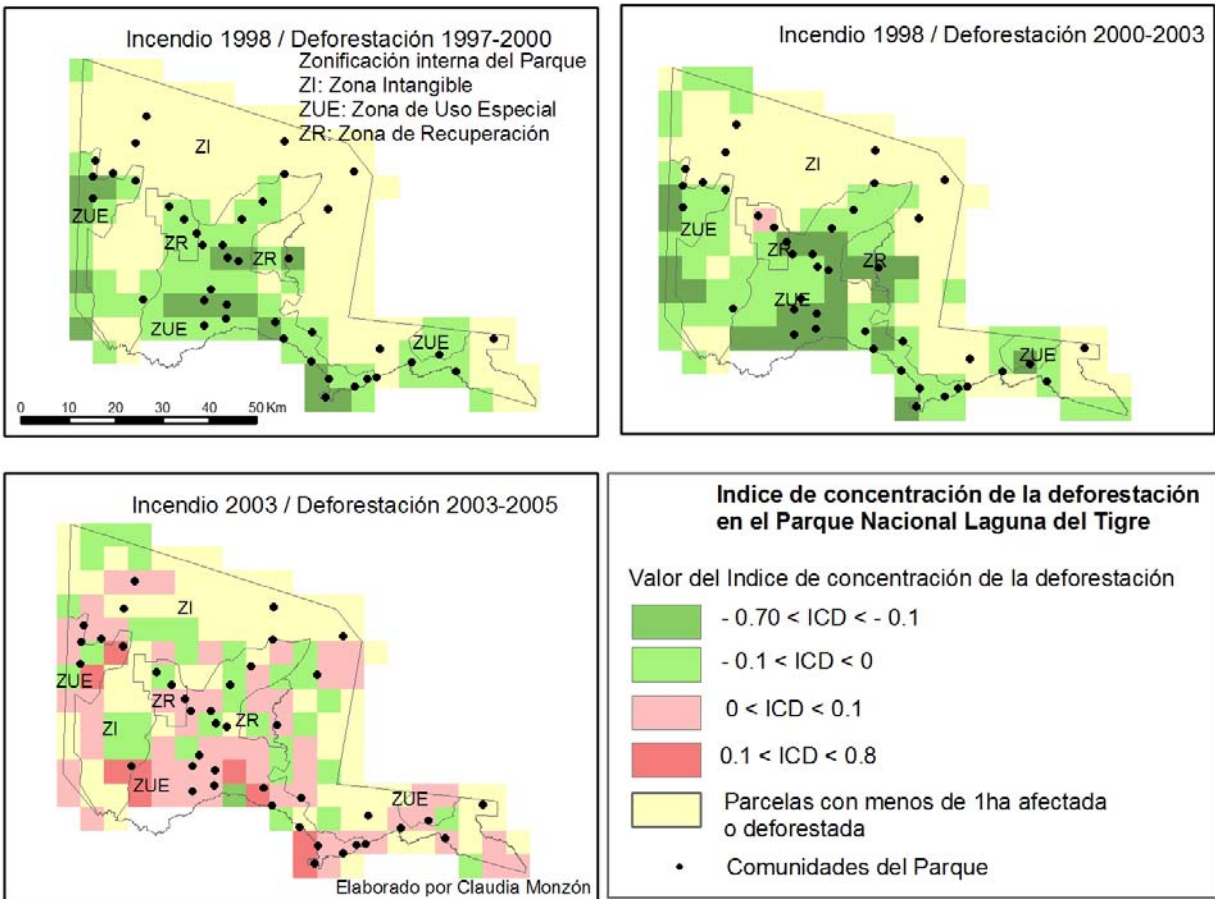 Incendio 1998 / Deforestación 1997-2000
Zonificación interna del Parque
ZI: Zona Intangible
ZUE: Zona de Uso Especial
ZR: Zona de Recuperación
ZI
ZUE
ZR
ZR
ZUE
ZUE
0 10 20 30 40 50 Km
Incendio 1998 / Deforestación 2000-2003
ZI
ZUE
ZR
ZR
ZUE
ZUE
Incendio 2003 / Deforestación 2003-2005
ZI
ZUE
ZR
ZR
ZI
ZUE
ZUE
Elaborado por Claudia Monzón
Indice de concentración de la deforestación
en el Parque Nacional Laguna del Tigre
Valor del Indice de concentración de la deforestación
- 0.70 < ICD < - 0.1
- 0.1 < ICD < 0
0 < ICD < 0.1
0.1 < ICD < 0.8
Parcelas con menos de 1ha afectada
o deforestada
Comunidades del Parque